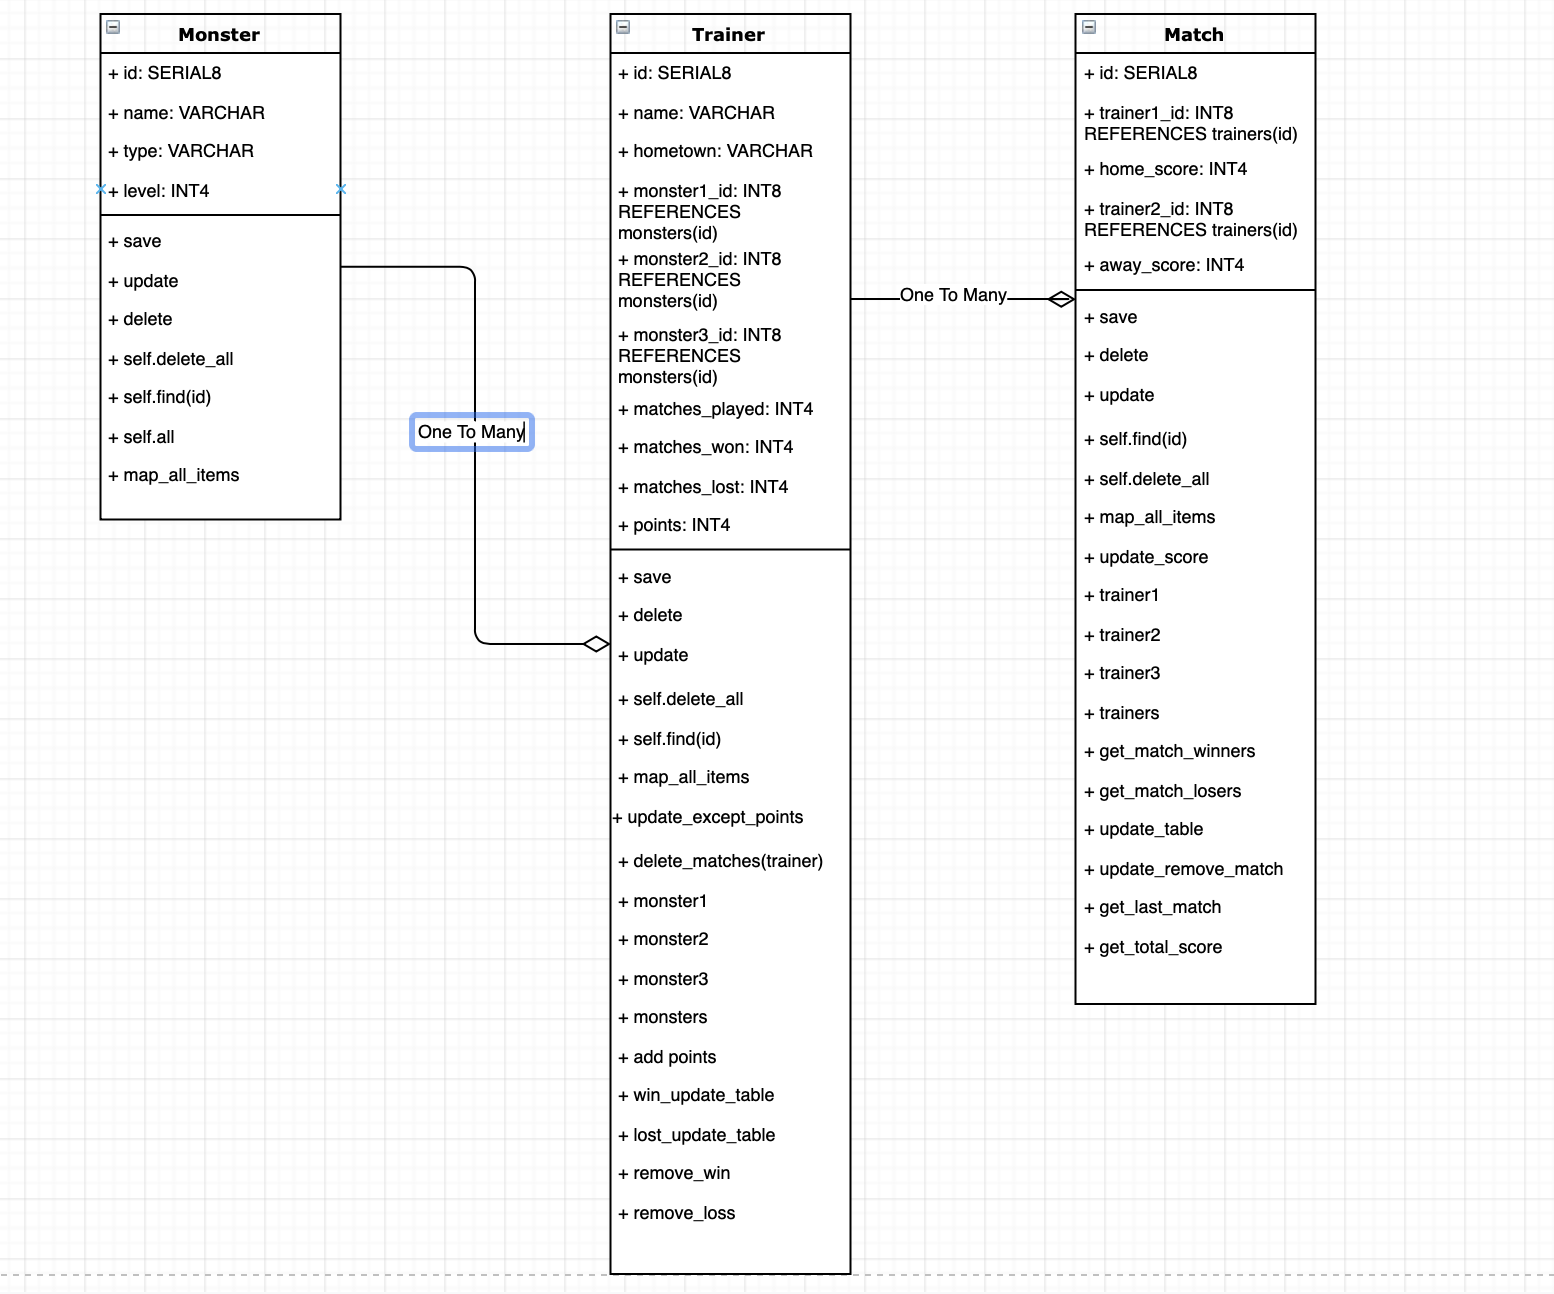 Monster
+ id: SERIAL8
+ name: VARCHAR
+ type: VARCHAR
+ level: INT4
+ save
+ update
+ delete
+ self.delete_all
+ self.find(id)
+ self.all
+ map_all_items
One To Many
Trainer
+ id: SERIAL8
+ name: VARCHAR
+ hometown: VARCHAR
+ monster1_id: INT8
REFERENCES
monsters(id)
+ monster2_id: INT8
REFERENCES
monsters(id)
+ monster3_id: INT8
REFERENCES
monsters(id)
+ matches_played: INT4
+ matches_won: INT4
+ matches_lost: INT4
+ points: INT4
+ save
+ delete
+ update
+ self.delete_all
+ self.find(id)
+ map_all_items
+ update_except_points
+ delete_matches(trainer)
+ monster1
+ monster2
+ monster3
+ monsters
+ add points
+ win_update_table
+ lost_update_table
+ remove_win
+ remove_loss
One To Many
Match
+ id: SERIAL8
+ trainer1_id: INT8
REFERENCES trainers(id)
+ home_score: INT4
+ trainer2_id: INT8
REFERENCES trainers(id)
+ away_score: INT4
+ save
+ delete
+ update
+ self.find(id)
+ self.delete_all
+ map_all_items
+ update_score
+ trainer1
+ trainer2
+ trainer3
+ trainers
+ get_match_winners
+ get_match_losers
+ update_table
+ update_remove_match
+ get_last_match
+ get_total_score